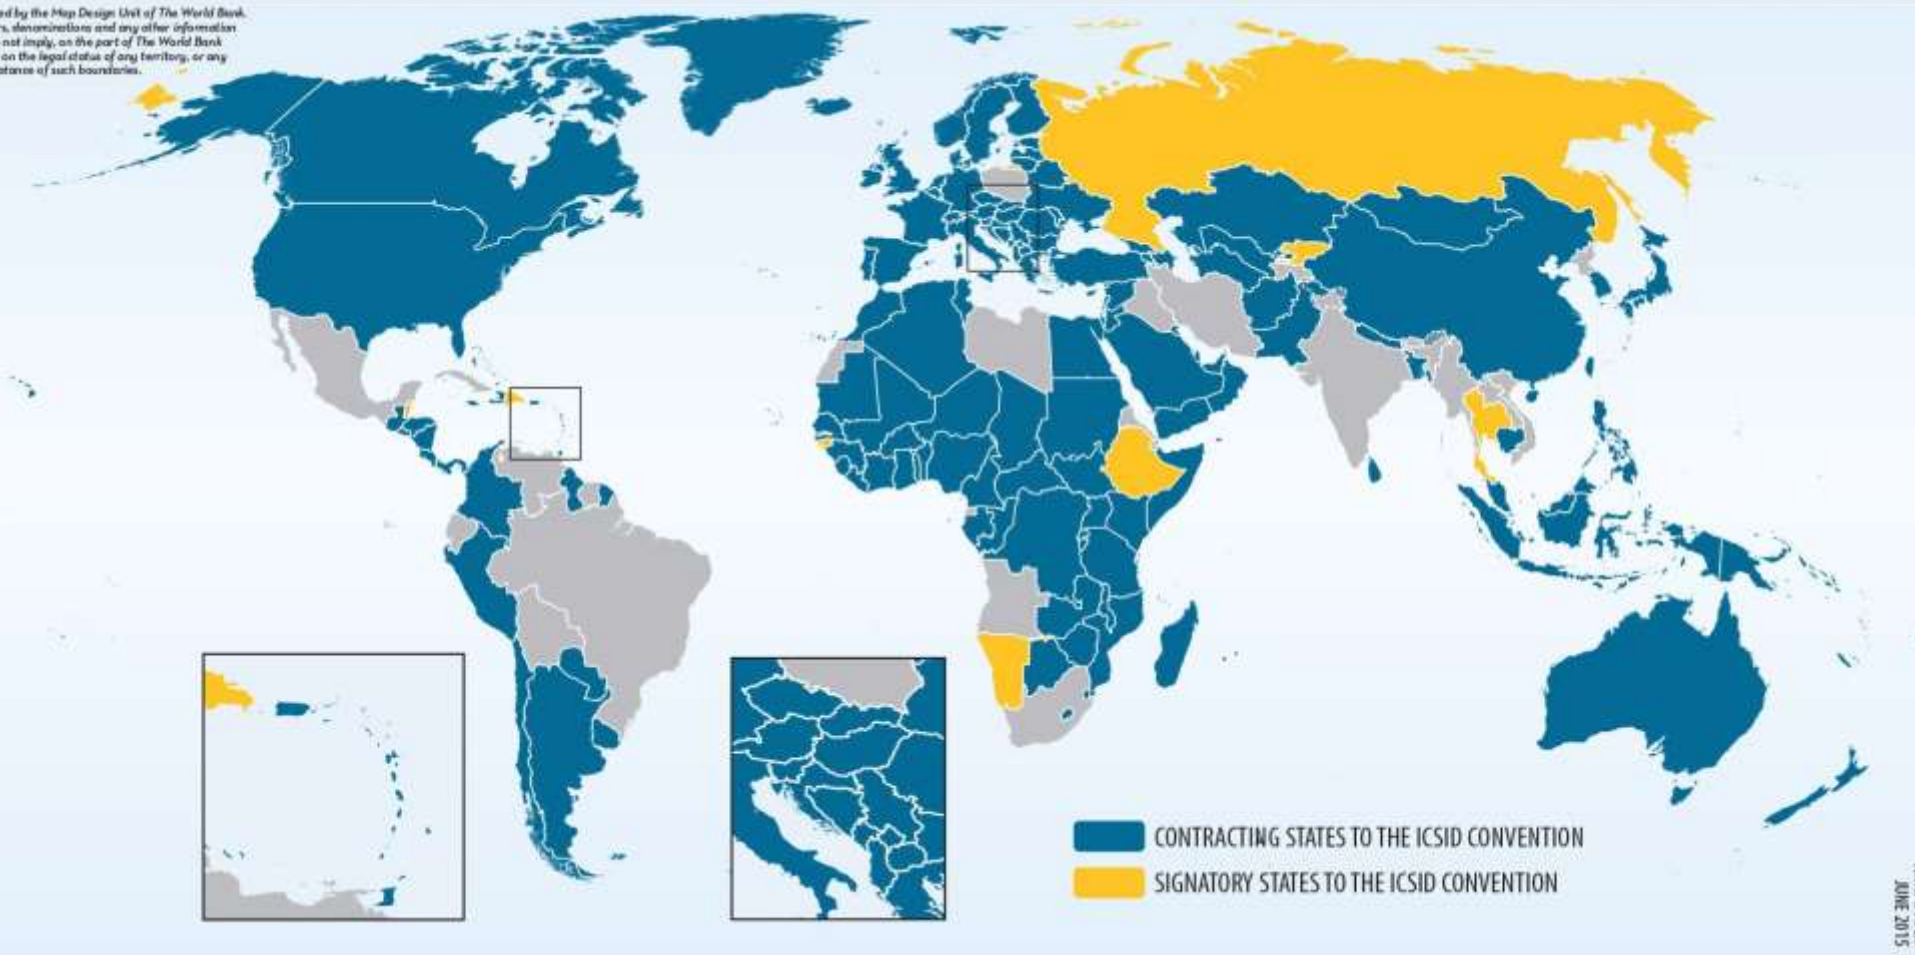 ed by the Map Design Unit of The World Bank.
s, denominations and any other information
not imply, on the part of The World Bank
on the legal status of any territory, or any
ptance of such boundaries.
CONTRACTING STATES TO THE ICSID CONVENTION
SIGNATORY STATES TO THE ICSID CONVENTION
JUNE 2015